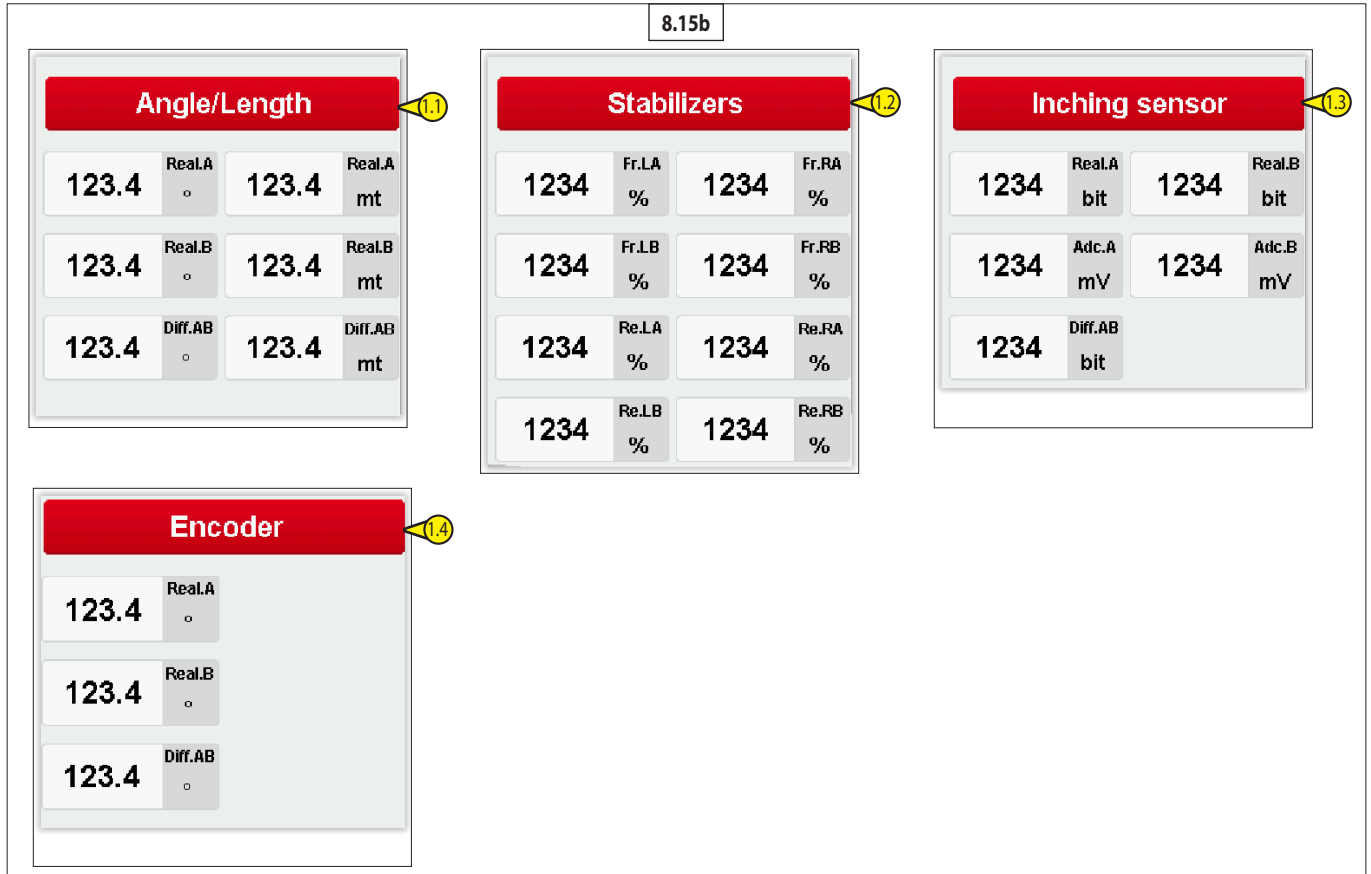 8.15b
Angle/Length
1.1
123.4 Real.A ° 123.4 Real.A mt
123.4 Real.B ° 123.4 Real.B mt
123.4 Diff.AB ° 123.4 Diff.AB mt
Stabilizers
1.2
1234 Fr.LA % 1234 Fr.RA %
1234 Fr.LB % 1234 Fr.RB %
1234 Re.LA % 1234 Re.RA %
1234 Re.LB % 1234 Re.RB %
Inching sensor
1.3
1234 Real.A bit 1234 Real.B bit
1234 Adc.A mV 1234 Adc.B mV
1234 Diff.AB bit
Encoder
1.4
123.4 Real.A °
123.4 Real.B °
123.4 Diff.AB °